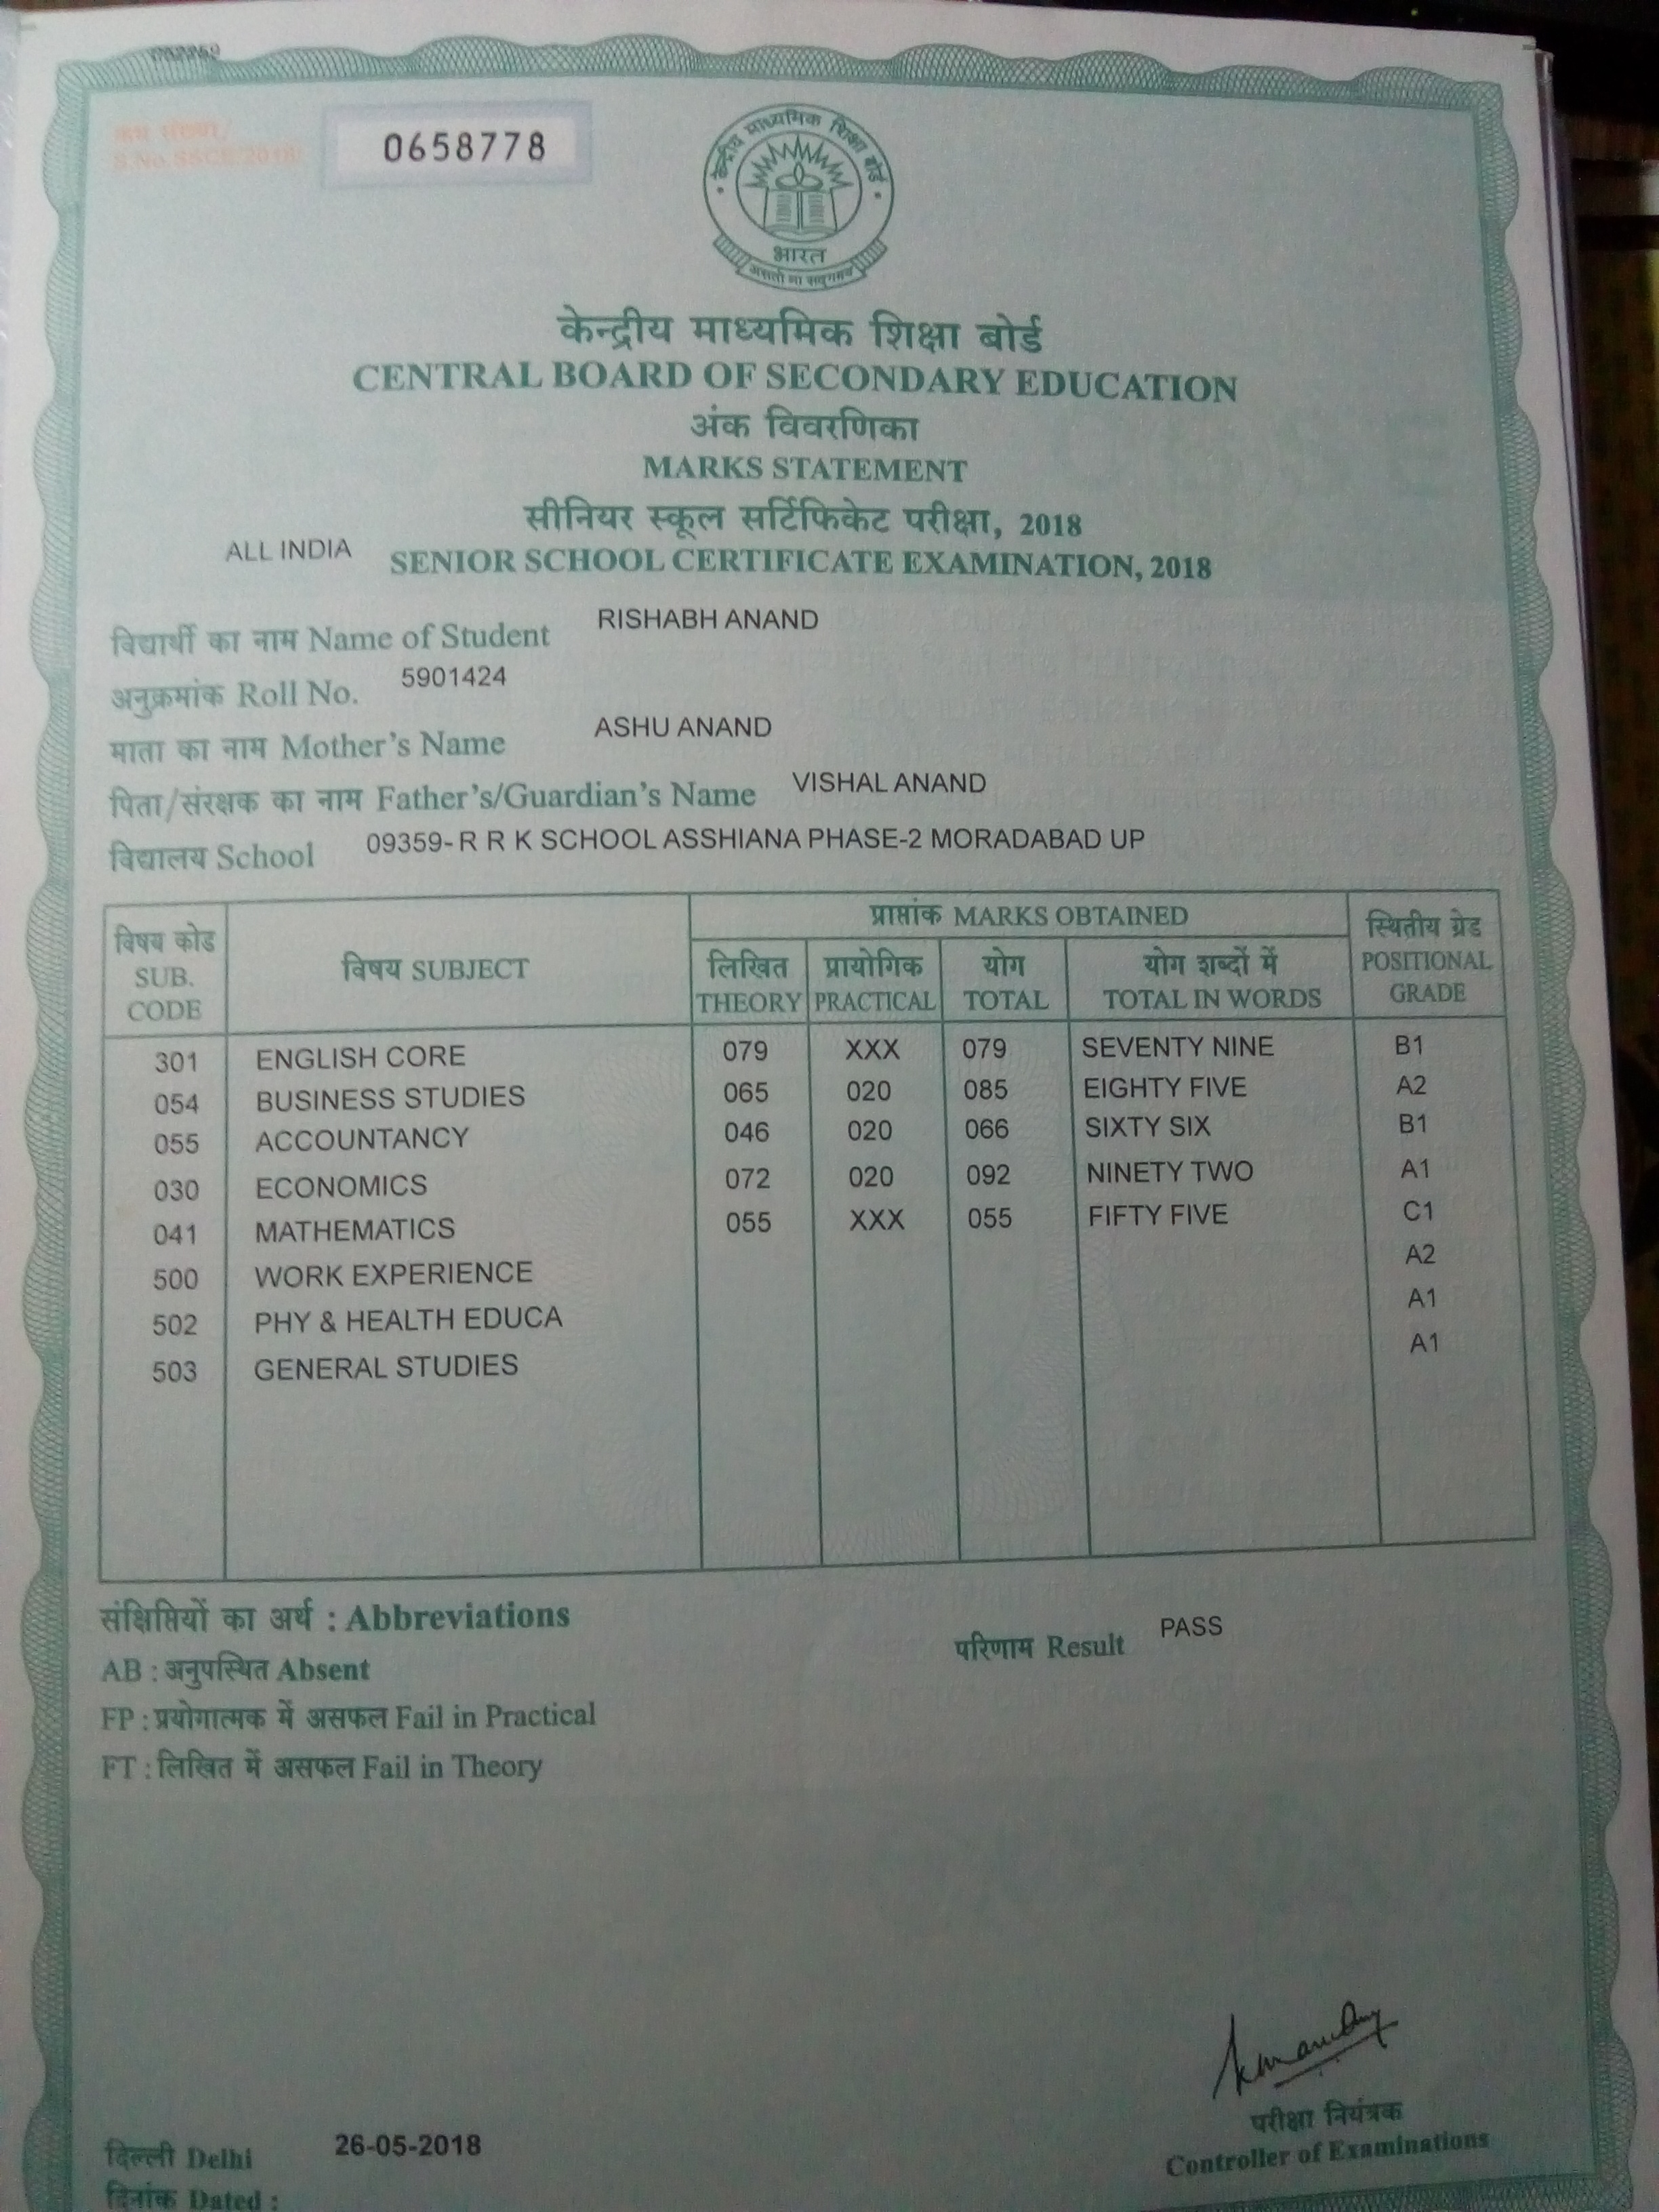 क्रम संख्या/
S.No.SSCE/2018/
0658778
केन्द्रीय माध्यमिक शिक्षा बोर्ड
भारत
असतो मा सद्गमय
केन्द्रीय माध्यमिक शिक्षा बोर्ड
CENTRAL BOARD OF SECONDARY EDUCATION
अंक विवरणिका
MARKS STATEMENT
सीनियर स्कूल सर्टिफिकेट परीक्षा, 2018
ALL INDIA SENIOR SCHOOL CERTIFICATE EXAMINATION, 2018
विद्यार्थी का नाम Name of Student RISHABH ANAND
अनुक्रमांक Roll No. 5901424
माता का नाम Mother's Name ASHU ANAND
पिता/संरक्षक का नाम Father's/Guardian's Name VISHAL ANAND
विद्यालय School 09359- R R K SCHOOL ASSHIANA PHASE-2 MORADABAD UP
विषय कोड SUB. CODE विषय SUBJECT प्राप्तांक MARKS OBTAINED स्थितीय ग्रेड POSITIONAL GRADE
लिखित THEORY प्रायोगिक PRACTICAL योग TOTAL योग शब्दों में TOTAL IN WORDS
301 ENGLISH CORE 079 XXX 079 SEVENTY NINE B1
054 BUSINESS STUDIES 065 020 085 EIGHTY FIVE A2
055 ACCOUNTANCY 046 020 066 SIXTY SIX B1
030 ECONOMICS 072 020 092 NINETY TWO A1
041 MATHEMATICS 055 XXX 055 FIFTY FIVE C1
500 WORK EXPERIENCE A2
502 PHY & HEALTH EDUCA A1
503 GENERAL STUDIES A1
संक्षिप्तियों का अर्थ : Abbreviations
परिणाम Result PASS
AB : अनुपस्थित Absent
FP : प्रयोगात्मक में असफल Fail in Practical
FT : लिखित में असफल Fail in Theory
दिल्ली Delhi 26-05-2018
दिनांक Dated :
परीक्षा नियंत्रक
Controller of Examinations